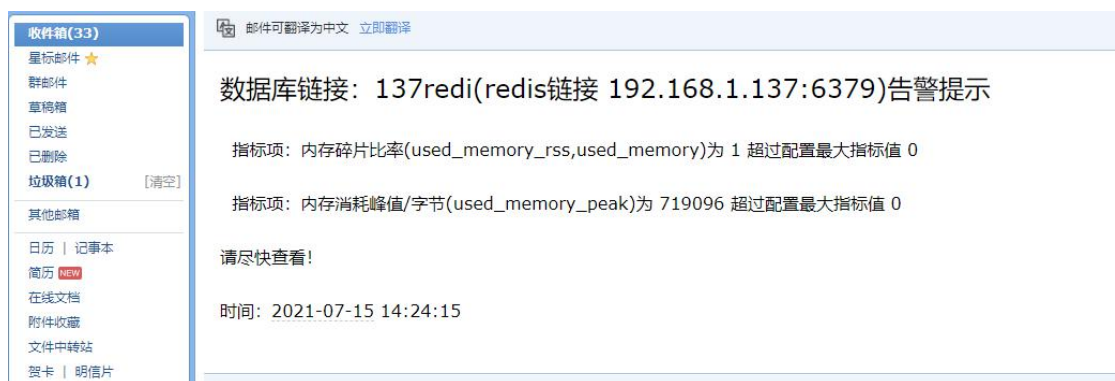 收件箱(33)
星标邮件
群邮件
草稿箱
已发送
已删除
垃圾箱(1) [清空]
其他邮箱
日历 | 记事本
简历 NEW
在线文档
附件收藏
文件中转站
贺卡 | 明信片
邮件可翻译为中文 立即翻译
数据库链接：137redi(redis链接 192.168.1.137:6379)告警提示
指标项：内存碎片比率(used_memory_rss,used_memory)为 1 超过配置最大指标值 0
指标项：内存消耗峰值/字节(used_memory_peak)为 719096 超过配置最大指标值 0
请尽快查看！
时间：2021-07-15 14:24:15